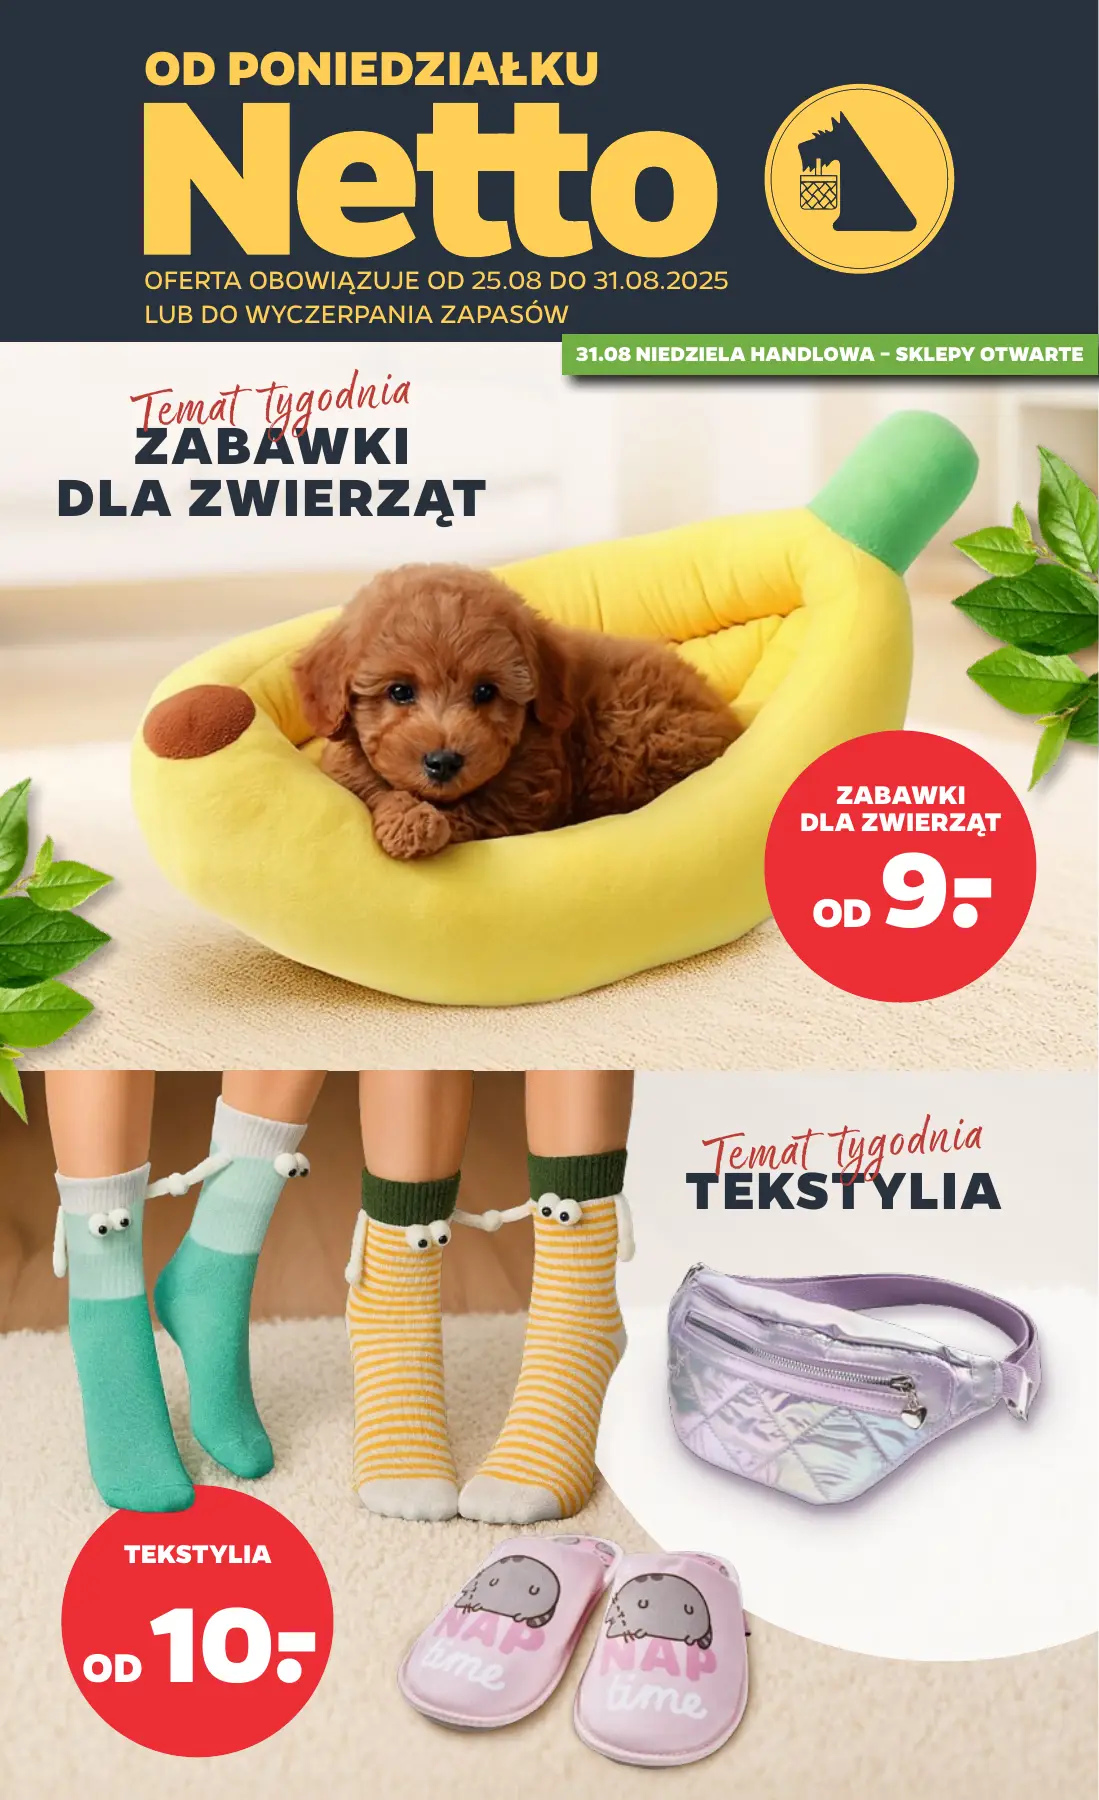 OD PONIEDZIAŁKU
Netto
OFERTA OBOWIĄZUJE OD 25.08 DO 31.08.2025
LUB DO WYCZERPANIA ZAPASÓW
31.08 NIEDZIELA HANDLOWA – SKLEPY OTWARTE
Temat tygodnia
ZABAWKI
DLA ZWIERZĄT
ZABAWKI
DLA ZWIERZĄT
OD 9.-
Temat tygodnia
TEKSTYLIA
TEKSTYLIA
OD 10.-
NAP
time
NAP
time